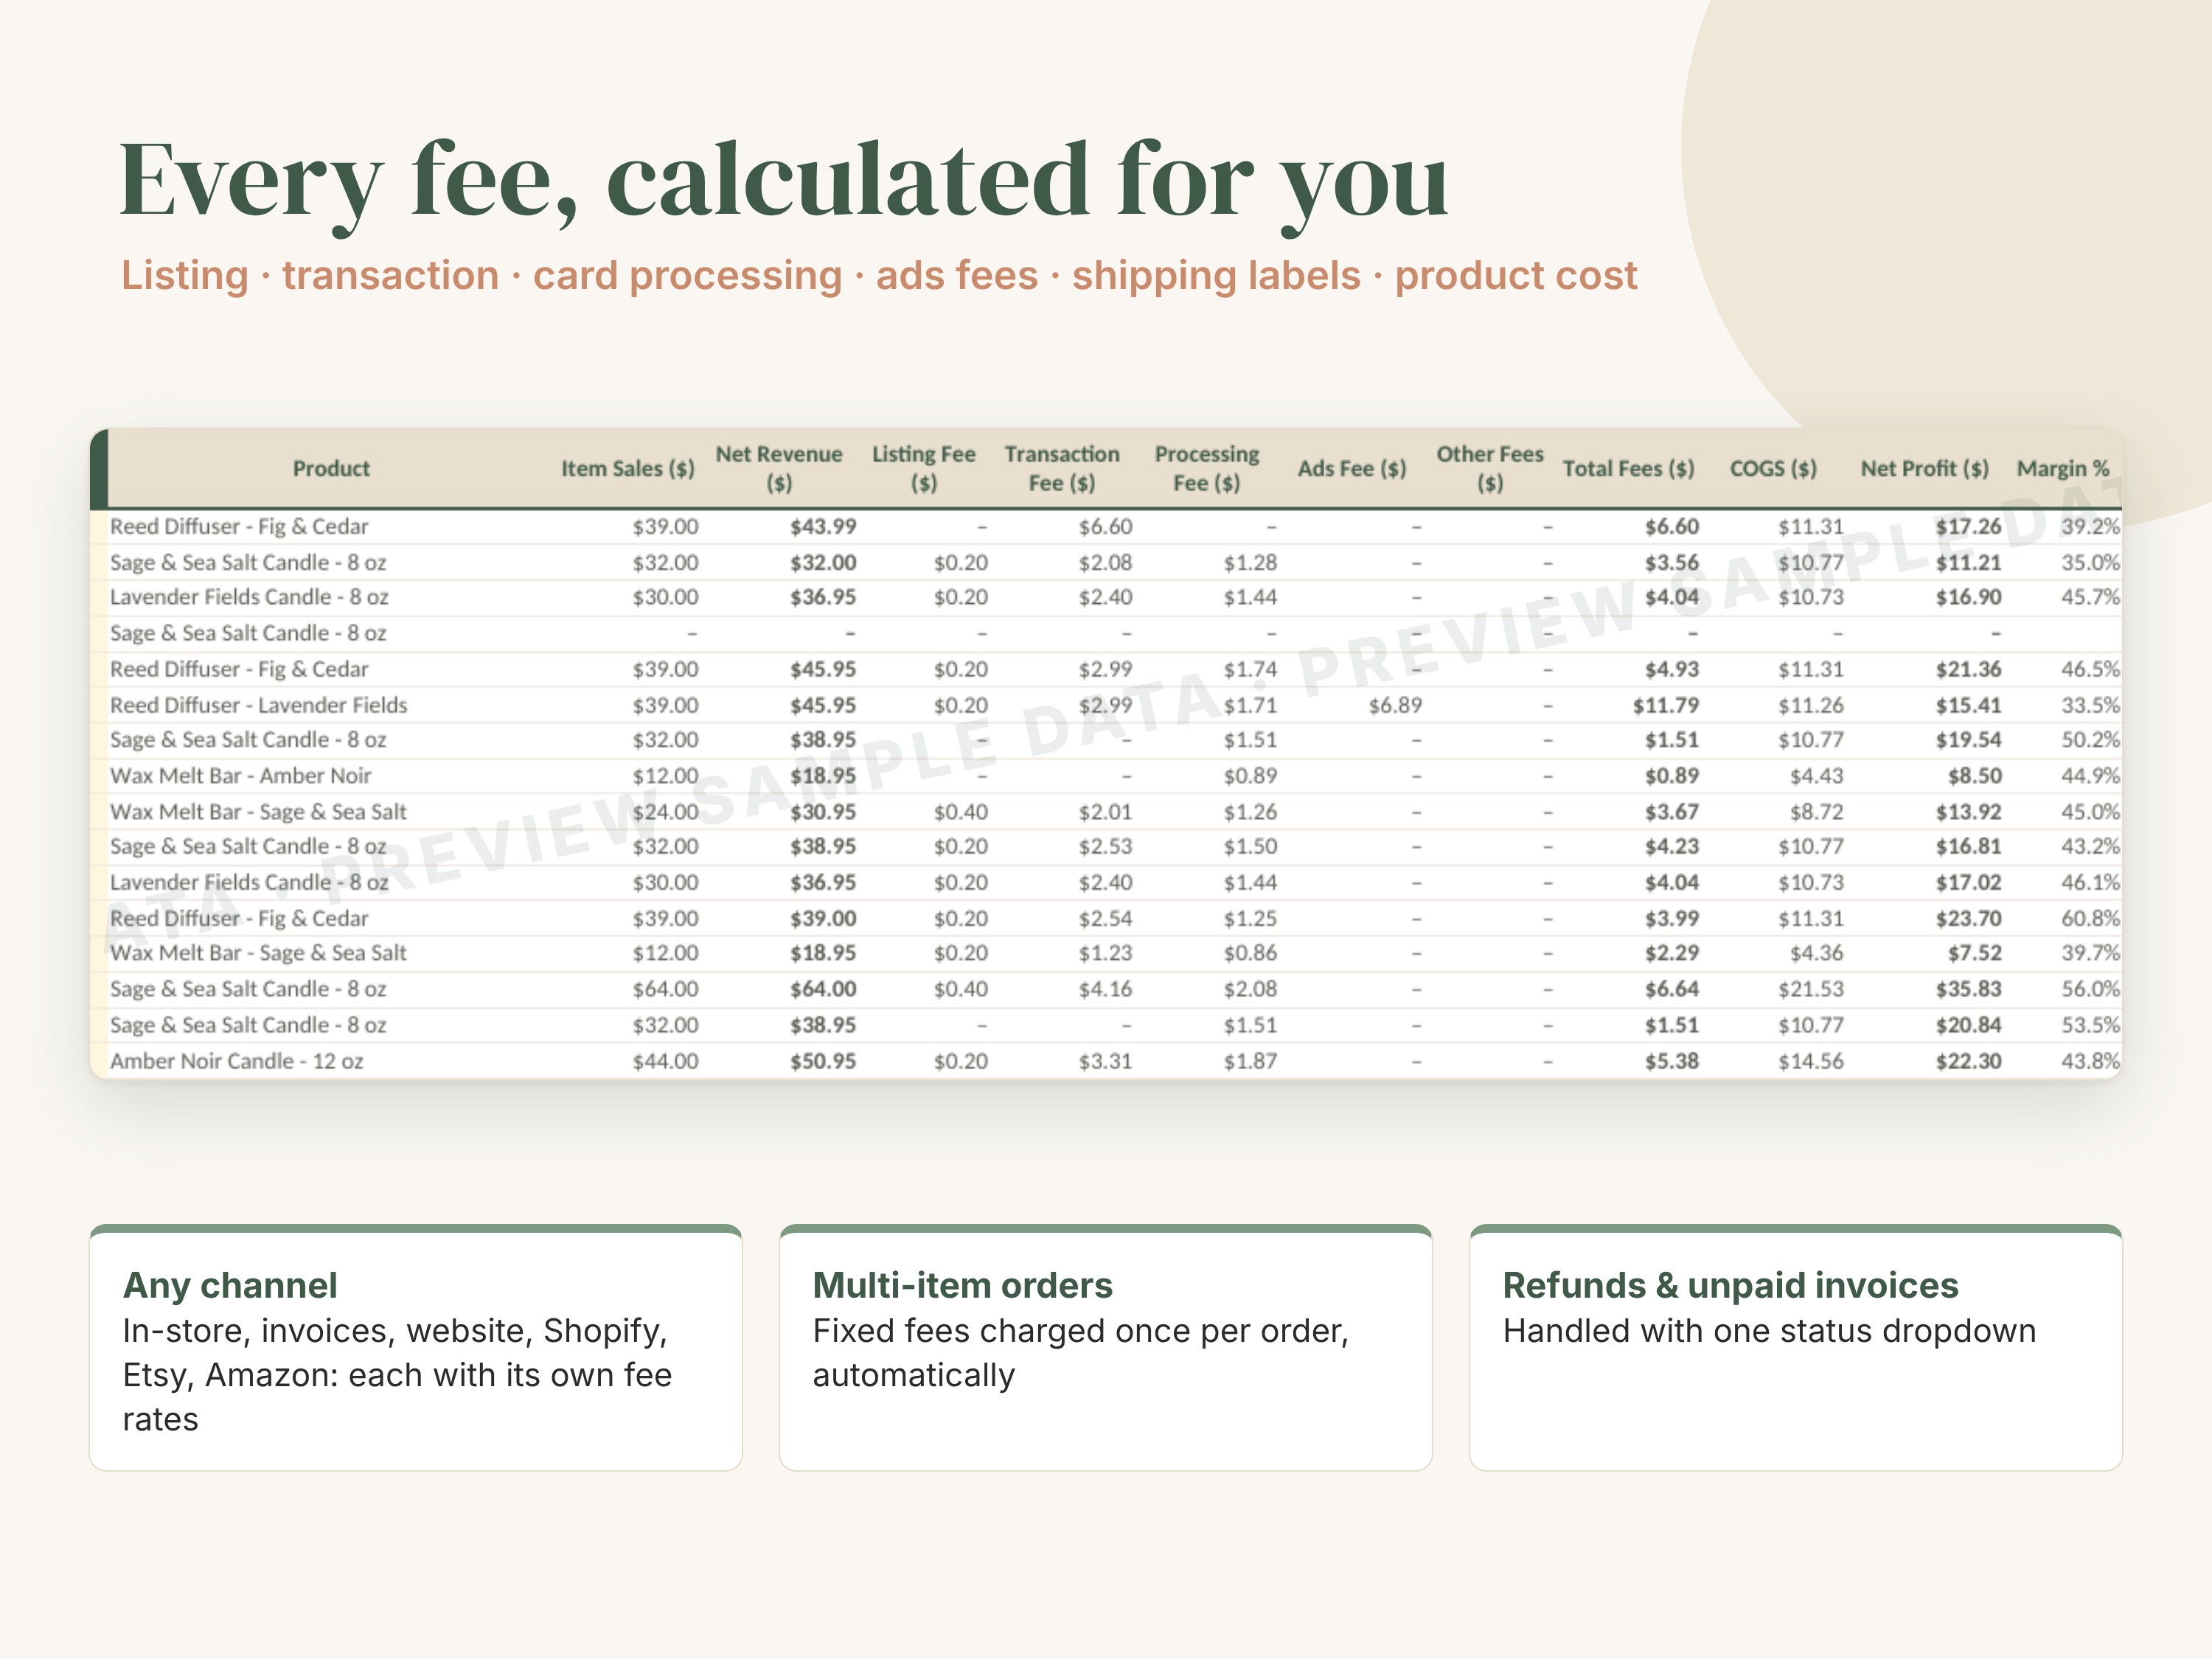 Every fee, calculated for you
Listing · transaction · card processing · ads fees · shipping labels · product cost
Product Item Sales ($) Net Revenue ($) Listing Fee ($) Transaction Fee ($) Processing Fee ($) Ads Fee ($) Other Fees ($) Total Fees ($) COGS ($) Net Profit ($) Margin %
Reed Diffuser - Fig & Cedar $39.00 $43.99 – $6.60 – – – $6.60 $11.31 $17.26 39.2%
Sage & Sea Salt Candle - 8 oz $32.00 $32.00 $0.20 $2.08 $1.28 – – $3.56 $10.77 $11.21 35.0%
Lavender Fields Candle - 8 oz $30.00 $36.95 $0.20 $2.40 $1.44 – – $4.04 $10.73 $16.90 45.7%
Sage & Sea Salt Candle - 8 oz – – – – – – – – – –
Reed Diffuser - Fig & Cedar $39.00 $45.95 $0.20 $2.99 $1.74 – – $4.93 $11.31 $21.36 46.5%
Reed Diffuser - Lavender Fields $39.00 $45.95 $0.20 $2.99 $1.71 $6.89 – $11.79 $11.26 $15.41 33.5%
Sage & Sea Salt Candle - 8 oz $32.00 $38.95 – – $1.51 – – $1.51 $10.77 $19.54 50.2%
Wax Melt Bar - Amber Noir $12.00 $18.95 – – $0.89 – – $0.89 $4.43 $8.50 44.9%
Wax Melt Bar - Sage & Sea Salt $24.00 $30.95 $0.40 $2.01 $1.26 – – $3.67 $8.72 $13.92 45.0%
Sage & Sea Salt Candle - 8 oz $32.00 $38.95 $0.20 $2.53 $1.50 – – $4.23 $10.77 $16.81 43.2%
Lavender Fields Candle - 8 oz $30.00 $36.95 $0.20 $2.40 $1.44 – – $4.04 $10.73 $17.02 46.1%
Reed Diffuser - Fig & Cedar $39.00 $39.00 $0.20 $2.54 $1.25 – – $3.99 $11.31 $23.70 60.8%
Wax Melt Bar - Sage & Sea Salt $12.00 $18.95 $0.20 $1.23 $0.86 – – $2.29 $4.36 $7.52 39.7%
Sage & Sea Salt Candle - 8 oz $64.00 $64.00 $0.40 $4.16 $2.08 – – $6.64 $21.53 $35.83 56.0%
Sage & Sea Salt Candle - 8 oz $32.00 $38.95 – – $1.51 – – $1.51 $10.77 $20.84 53.5%
Amber Noir Candle - 12 oz $44.00 $50.95 $0.20 $3.31 $1.87 – – $5.38 $14.56 $22.30 43.8%
ATA · PREVIEW SAMPLE DATA · PREVIEW SAMPLE DAT
Any channel
In-store, invoices, website, Shopify,
Etsy, Amazon: each with its own fee
rates
Multi-item orders
Fixed fees charged once per order,
automatically
Refunds & unpaid invoices
Handled with one status dropdown